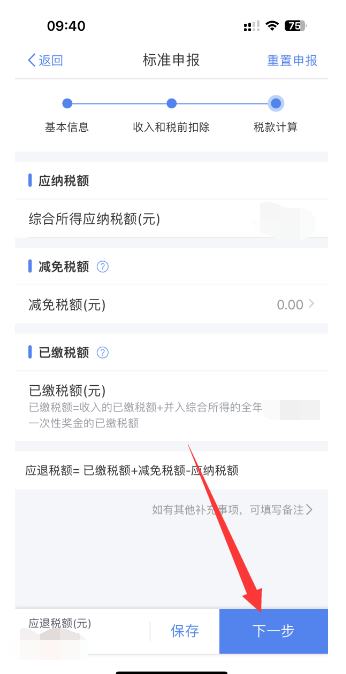 09:40
75
返回
标准申报
重置申报
基本信息
收入和税前扣除
税款计算
应纳税额
综合所得应纳税额(元)
减免税额 ?
减免税额(元)
0.00
已缴税额 ?
已缴税额(元)
已缴税额=收入的已缴税额+并入综合所得的全年
一次性奖金的已缴税额
应退税额= 已缴税额+减免税额-应纳税额
如有其他补充事项，可填写备注
应退税额(元)
保存
下一步